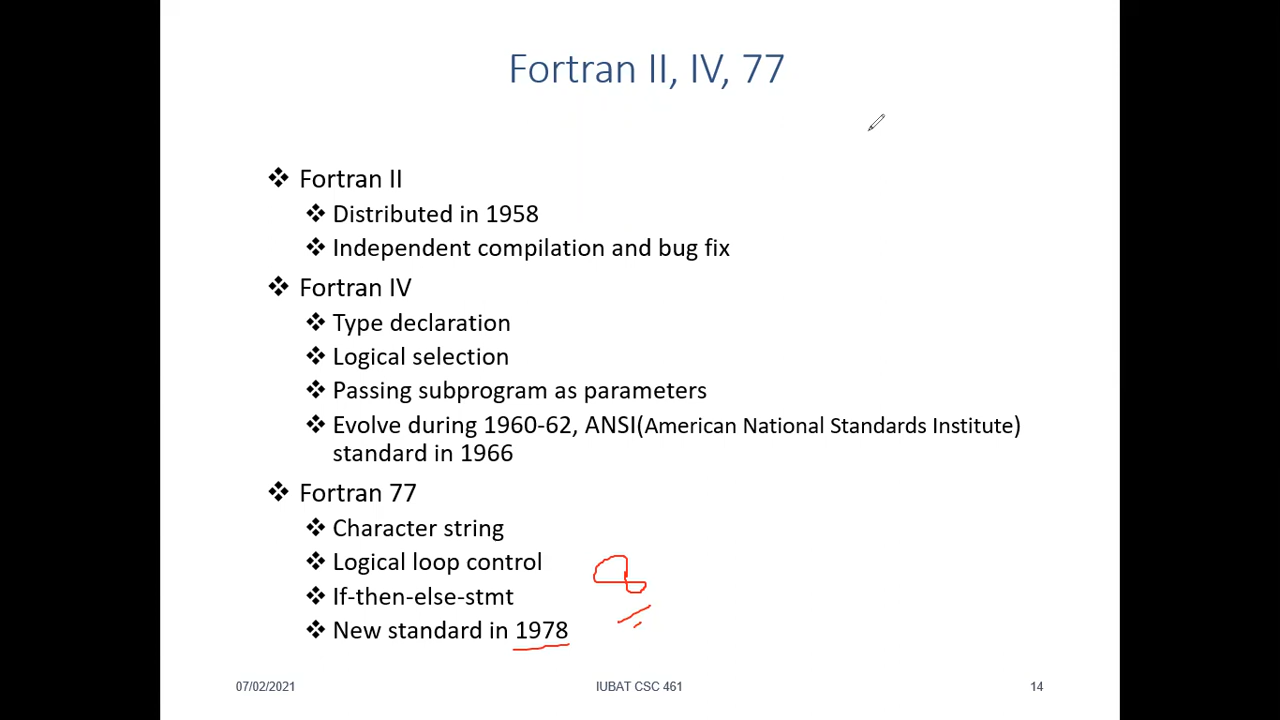 Fortran II, IV, 77
❖ Fortran II
❖ Distributed in 1958
❖ Independent compilation and bug fix
❖ Fortran IV
❖ Type declaration
❖ Logical selection
❖ Passing subprogram as parameters
❖ Evolve during 1960-62, ANSI(American National Standards Institute)
standard in 1966
❖ Fortran 77
❖ Character string
❖ Logical loop control
❖ If-then-else-stmt
❖ New standard in 1978
07/02/2021 IUBAT CSC 461 14